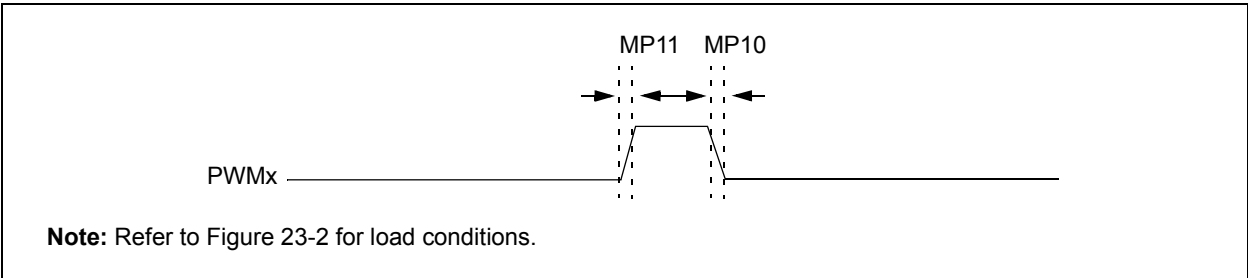 MP11 MP10
PWMx
Note: Refer to Figure 23-2 for load conditions.